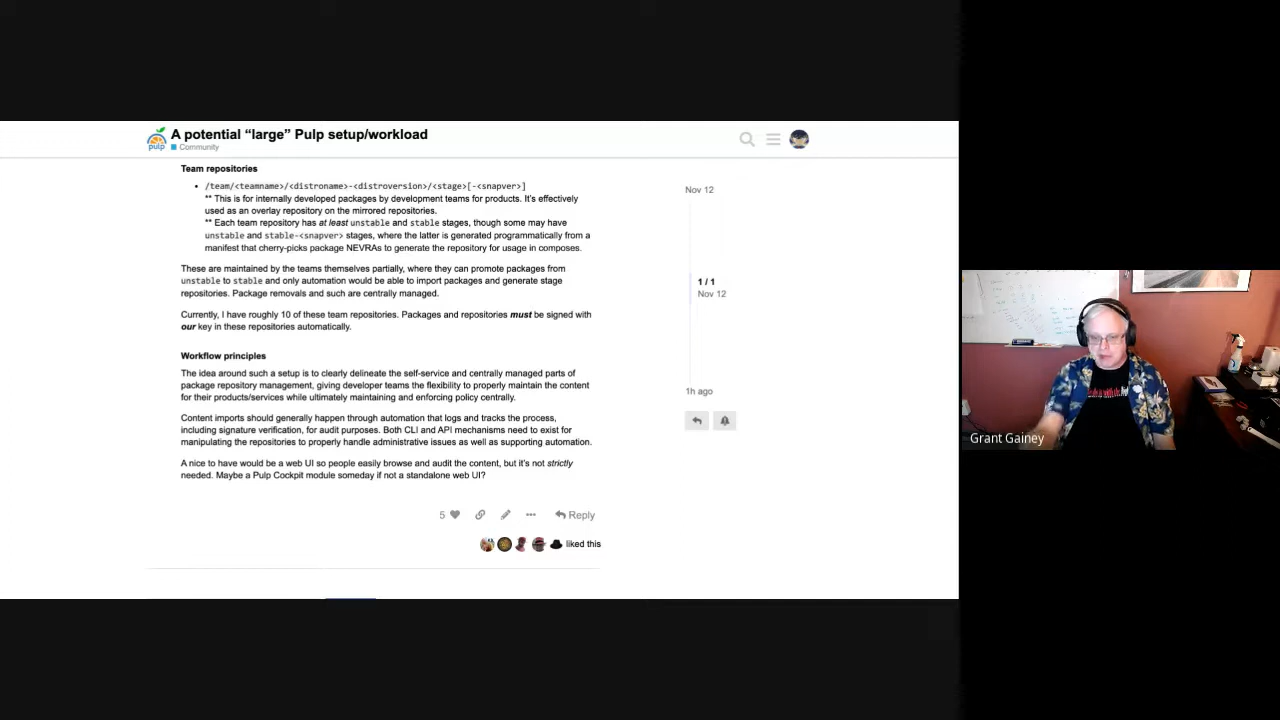 A potential “large” Pulp setup/workload
pulp
Community
Team repositories
• /team/<teamname>/<distroname>-<distroversion>/<stage>[-<snapver>]
** This is for internally developed packages by development teams for products. It’s effectively
used as an overlay repository on the mirrored repositories.
** Each team repository has at least unstable and stable stages, though some may have
unstable and stable-<snapver> stages, where the latter is generated programmatically from a
manifest that cherry-picks package NEVRAs to generate the repository for usage in composes.
These are maintained by the teams themselves partially, where they can promote packages from
unstable to stable and only automation would be able to import packages and generate stage
repositories. Package removals and such are centrally managed.
Currently, I have roughly 10 of these team repositories. Packages and repositories must be signed with
our key in these repositories automatically.
Workflow principles
The idea around such a setup is to clearly delineate the self-service and centrally managed parts of
package repository management, giving developer teams the flexibility to properly maintain the content
for their products/services while ultimately maintaining and enforcing policy centrally.
Content imports should generally happen through automation that logs and tracks the process,
including signature verification, for audit purposes. Both CLI and API mechanisms need to exist for
manipulating the repositories to properly handle administrative issues as well as supporting automation.
A nice to have would be a web UI so people easily browse and audit the content, but it’s not strictly
needed. Maybe a Pulp Cockpit module someday if not a standalone web UI?
5
Reply
liked this
Nov 12
1 / 1
Nov 12
1h ago
Grant Gainey